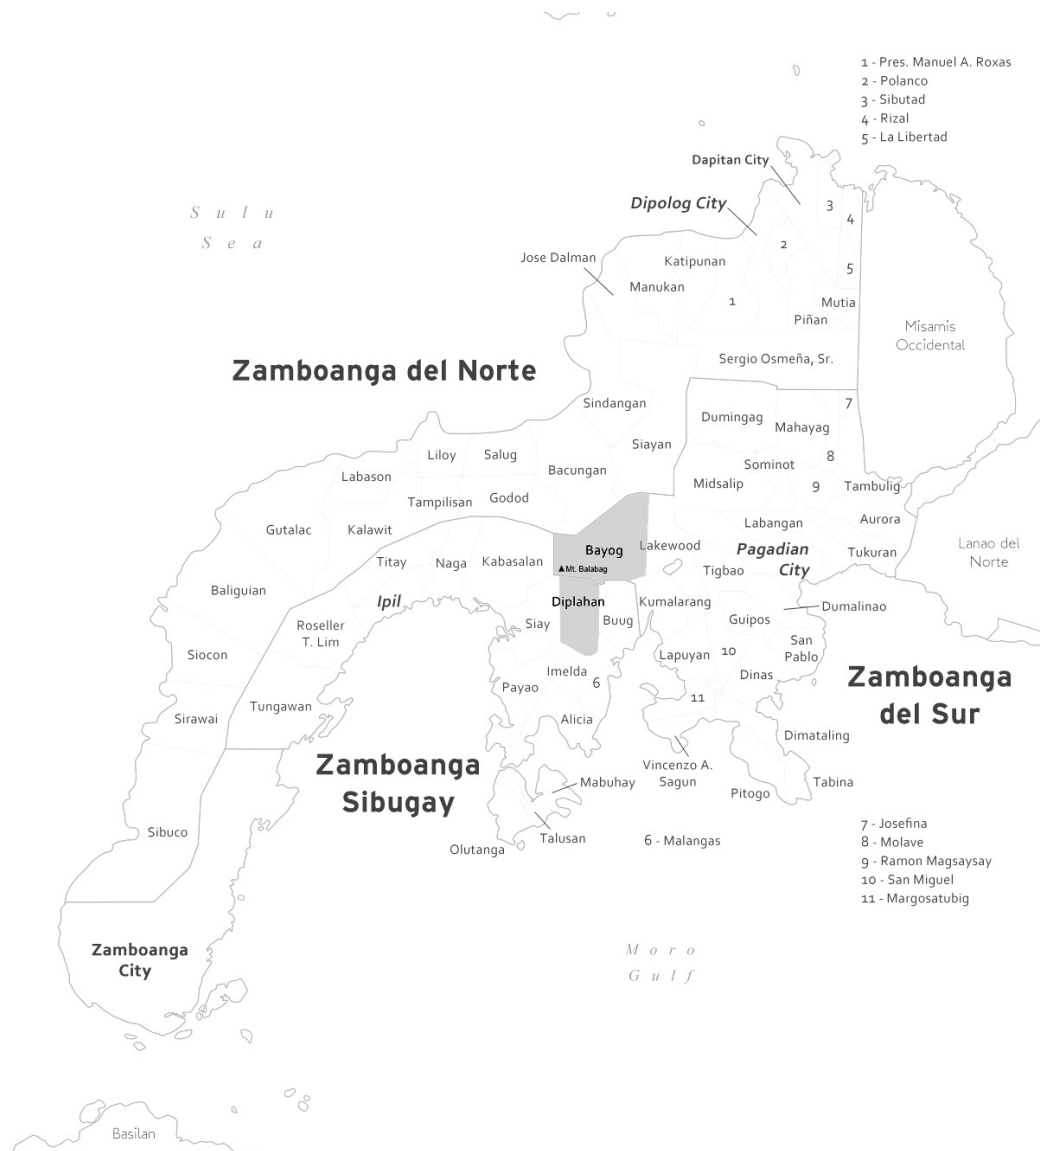 1 - Pres. Manuel A. Roxas
2 - Polanco
3 - Sibutad
4 - Rizal
5 - La Libertad
Dapitan City
Dipolog City
Sulu
Sea
3
4
2
5
Jose Dalman
Katipunan
Manukan
1
Mutia
Piñan
Misamis
Occidental
Sergio Osmeña, Sr.
Zamboanga del Norte
Sindangan
Dumingag
7
Mahayag
Siayan
8
Liloy
Salug
Bacungan
Sominot
Labason
Midsalip
9
Tambulig
Tampilisan
Godod
Gutalac
Kalawit
Labangan
Aurora
Bayog
Lakewood
Pagadian
City
Tukuran
Lanao del
Norte
Titay
Naga
Kabasalan
Mt. Balabag
Tigbao
Baliguian
Ipil
Diplahan
Kumalarang
Dumalinao
Roseller
T. Lim
Siay
Buug
Guipos
San
Pablo
Siocon
Lapuyan
10
Imelda
6
Payao
Dinas
Zamboanga
del Sur
Tungawan
11
Sirawai
Alicia
Dimataling
Zamboanga
Sibugay
Vincenzo A.
Sagun
Mabuhay
Pitogo
Tabina
Sibuco
Talusan
Olutanga
6 - Malangas
7 - Josefina
8 - Molave
9 - Ramon Magsaysay
10 - San Miguel
11 - Margosatubig
Zamboanga
City
Moro
Gulf
Basilan